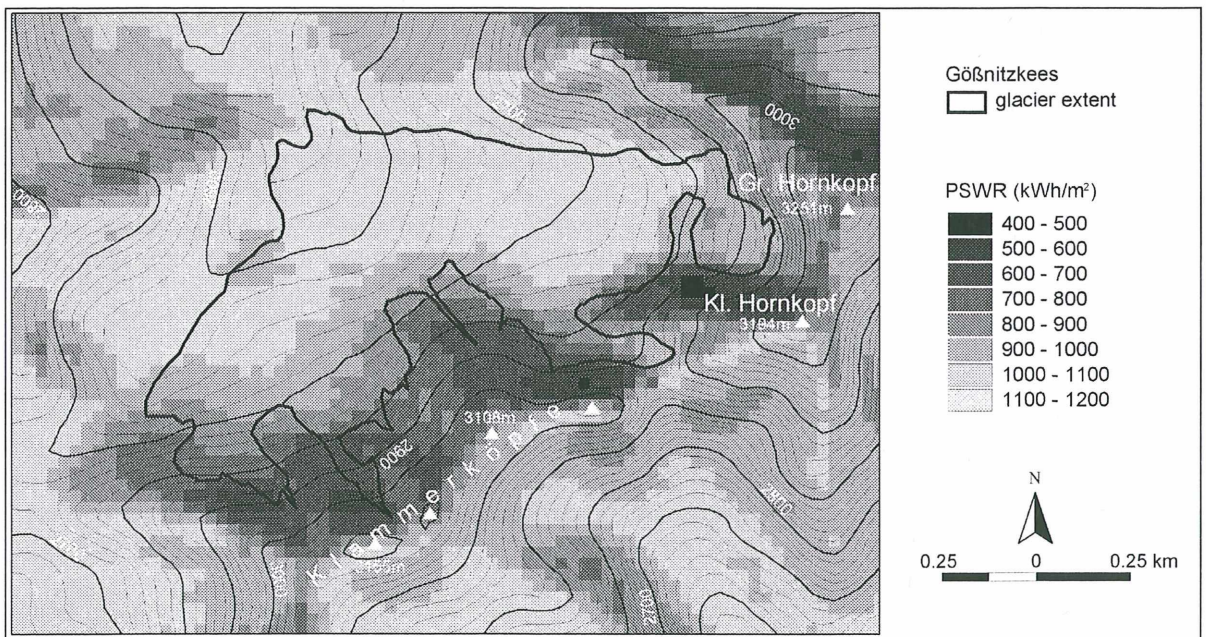 3000
Gr. Hornkopf
3251m
Kl. Hornkopf
3194m
3108m
2900
Klammerköpfe
2800
2700
Gößnitzkees
glacier extent
PSWR (kWh/m²)
400 - 500
500 - 600
600 - 700
700 - 800
800 - 900
900 - 1000
1000 - 1100
1100 - 1200
N
0.25 0 0.25 km